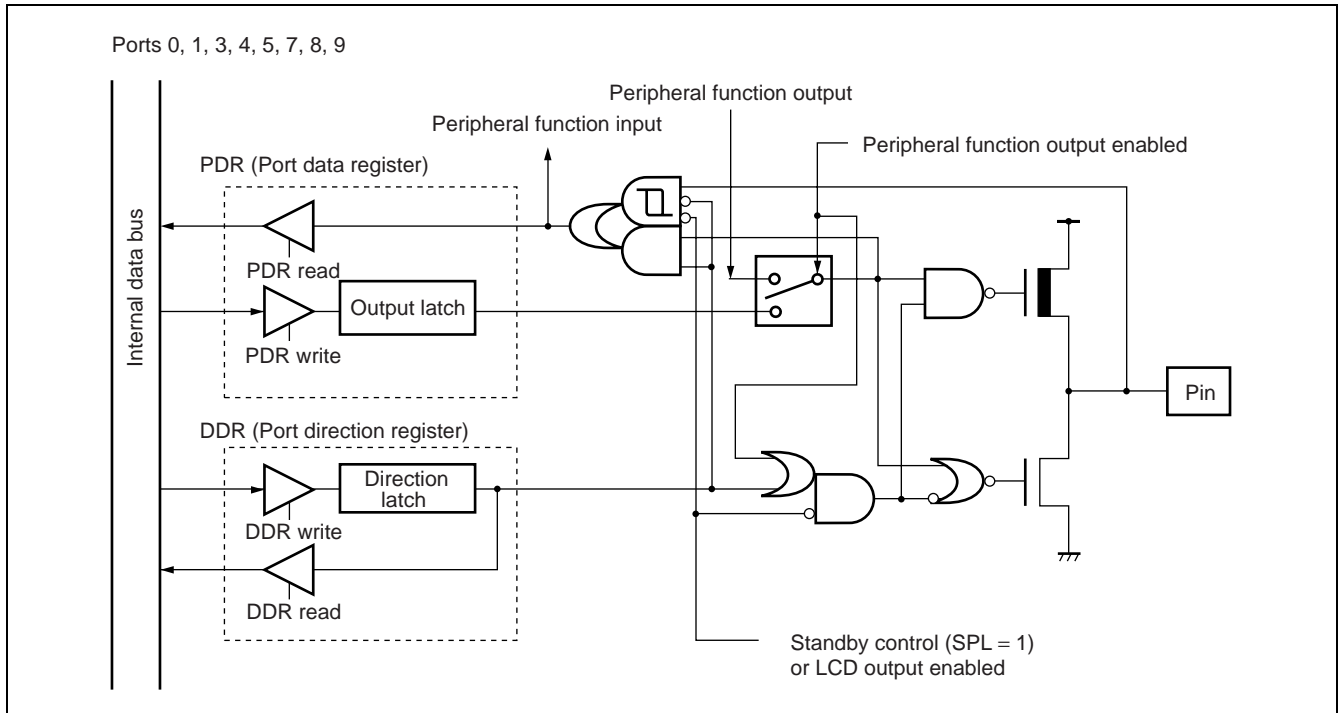 Ports 0, 1, 3, 4, 5, 7, 8, 9
Peripheral function output
Peripheral function input
Peripheral function output enabled
PDR (Port data register)
Internal data bus
PDR read
Output latch
PDR write
Pin
DDR (Port direction register)
Direction
latch
DDR write
DDR read
Standby control (SPL = 1)
or LCD output enabled